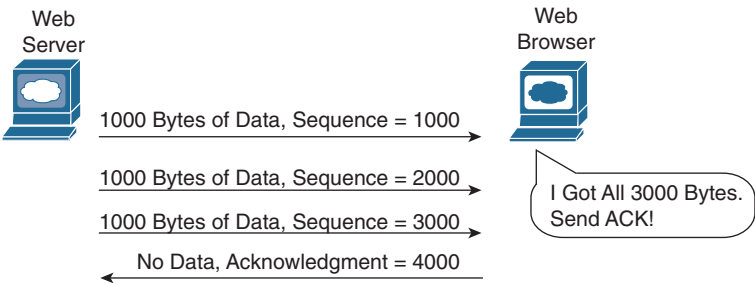 Web
Server
Web
Browser
1000 Bytes of Data, Sequence = 1000
1000 Bytes of Data, Sequence = 2000
1000 Bytes of Data, Sequence = 3000
No Data, Acknowledgment = 4000
I Got All 3000 Bytes.
Send ACK!